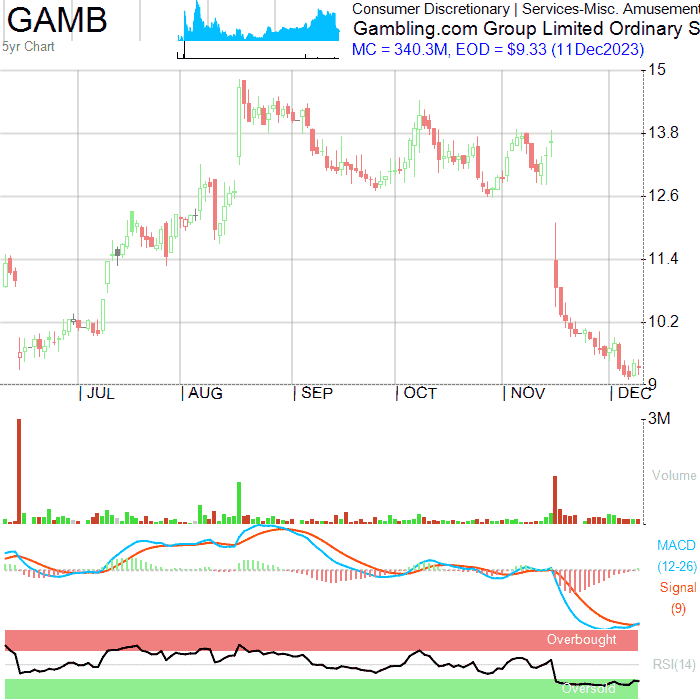 GAMB
5yr Chart
Consumer Discretionary | Services-Misc. Amusement
Gambling.com Group Limited Ordinary S
MC = 340.3M, EOD = $9.33 (11Dec2023)
15
13.8
12.6
11.4
10.2
9
JUL
AUG
SEP
OCT
NOV
DEC
3M
Volume
MACD
(12-26)
Signal
(9)
Overbought
RSI(14)
Oversold